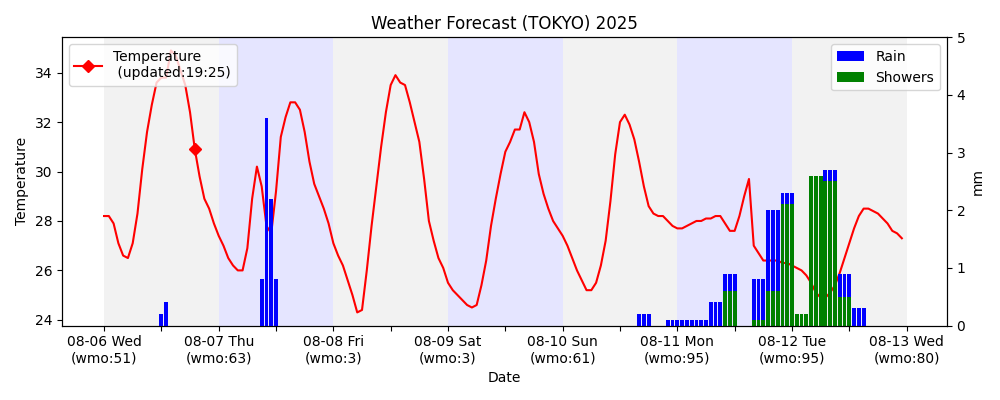 Weather Forecast (TOKYO) 2025
Temperature
(updated:19:25)
Rain
Showers
34
32
30
28
26
24
Temperature
5
4
3
2
1
0
mm
08-06 Wed
(wmo:51)
08-07 Thu
(wmo:63)
08-08 Fri
(wmo:3)
08-09 Sat
(wmo:3)
08-10 Sun
(wmo:61)
08-11 Mon
(wmo:95)
08-12 Tue
(wmo:95)
08-13 Wed
(wmo:80)
Date